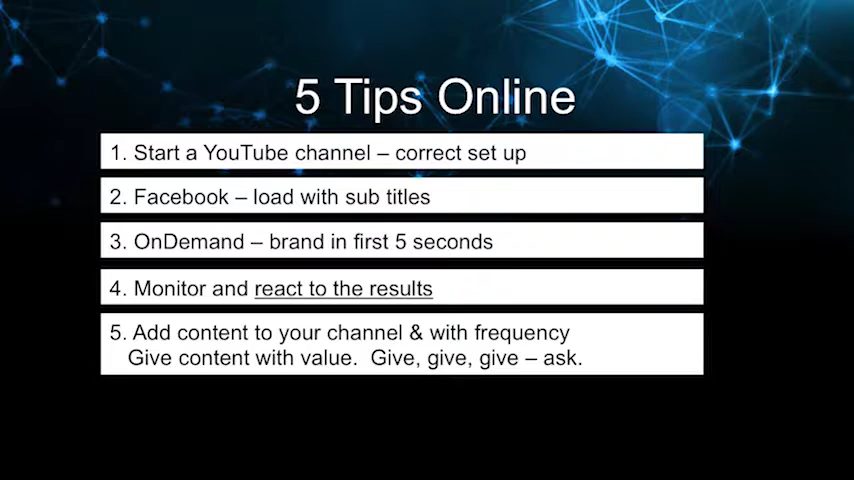 5 Tips Online
1. Start a YouTube channel – correct set up
2. Facebook – load with sub titles
3. OnDemand – brand in first 5 seconds
4. Monitor and react to the results
5. Add content to your channel & with frequency
Give content with value.  Give, give, give – ask.